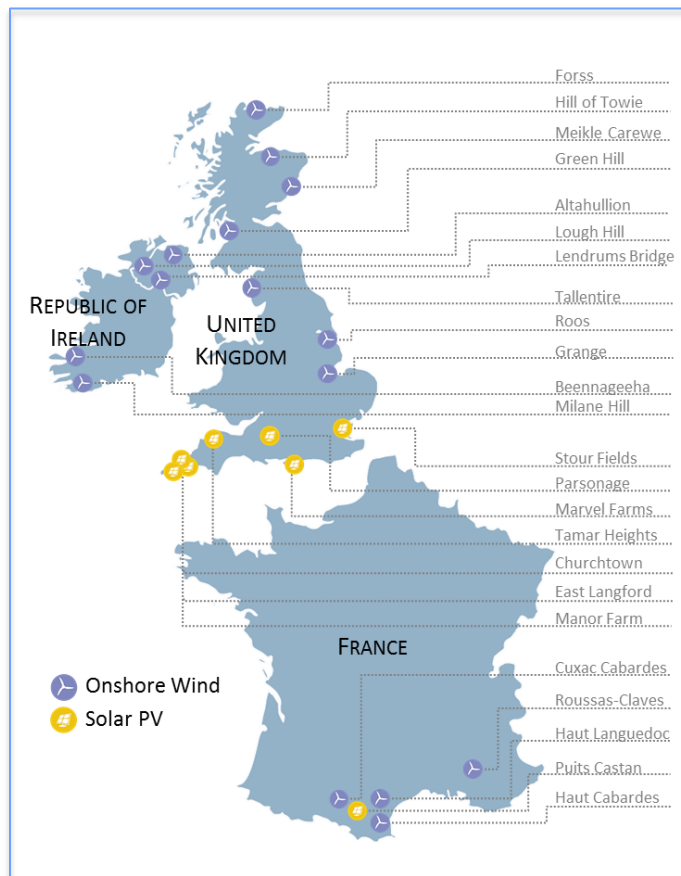 Forss
Hill of Towie
Meikle Carewe
Green Hill
Altahullion
Lough Hill
Lendrums Bridge
REPUBLIC OF
IRELAND
UNITED
KINGDOM
Tallentire
Roos
Grange
Beennageeha
Milane Hill
Stour Fields
Parsonage
Marvel Farms
Tamar Heights
Churchtown
East Langford
Manor Farm
FRANCE
Cuxac Cabardes
Roussas-Claves
Haut Languedoc
Puits Castan
Haut Cabardes
Onshore Wind
Solar PV